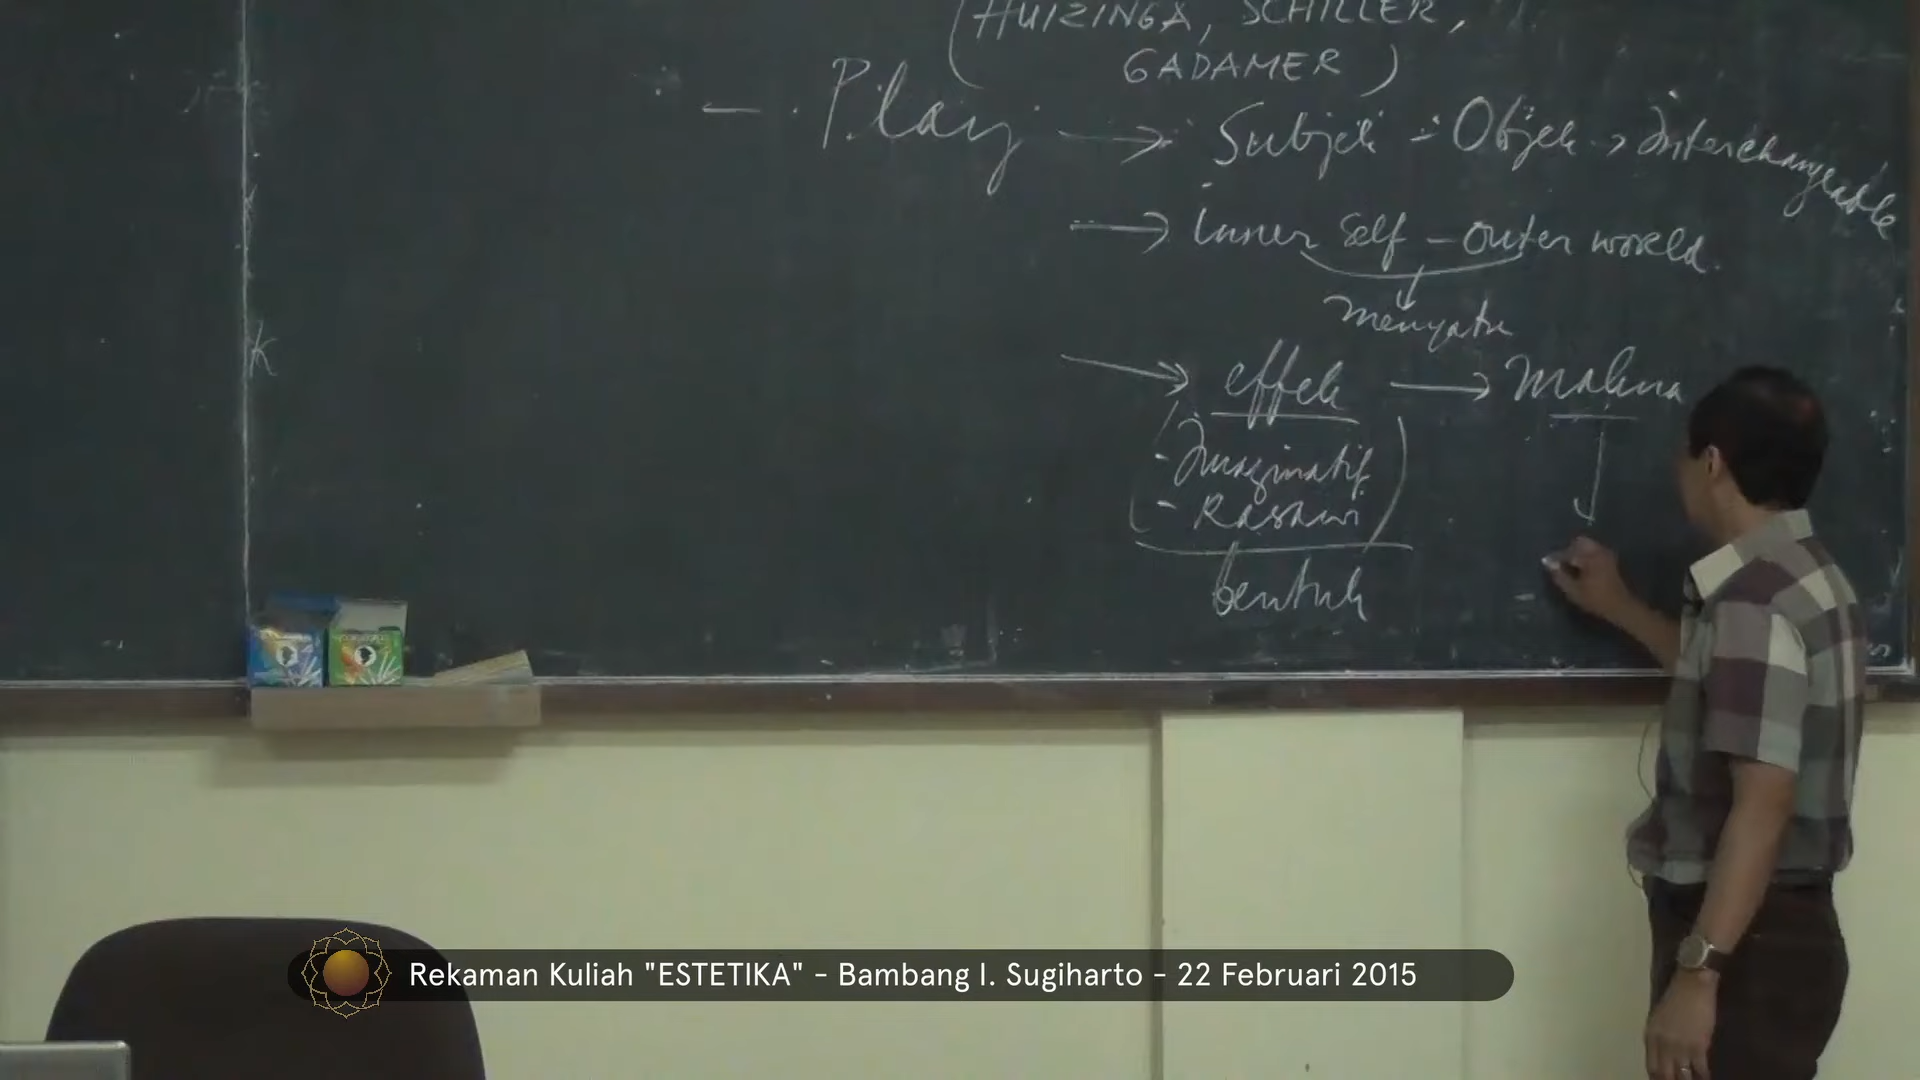 (HUIZINGA, SCHILLER,
GADAMER)
- Play → Subjek - Objek → interchangeable
→ inner self - outer world.
↓
menyatu
→ effek → Makna
- Imaginatif
- Rasawi
bentuk
K
Rekaman Kuliah "ESTETIKA" - Bambang I. Sugiharto - 22 Februari 2015